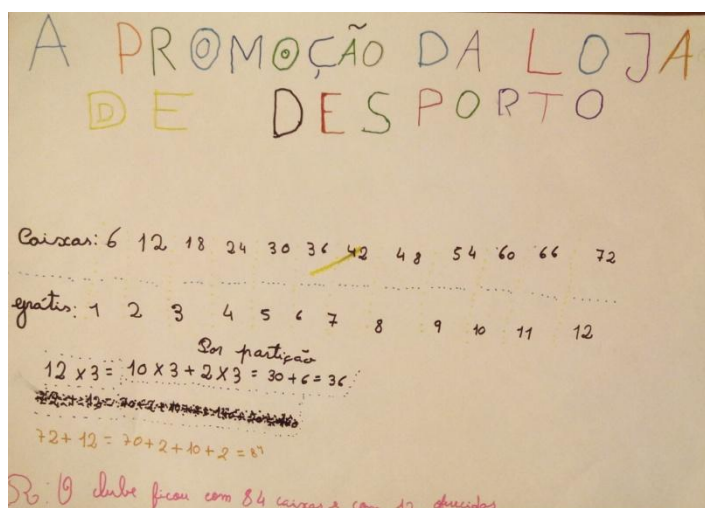 A PROMOÇÃO DA LOJA
DE DESPORTO
Caixas: 6 12 18 24 30 36 42 48 54 60 66 72
grátis: 1 2 3 4 5 6 7 8 9 10 11 12
Por partição
12 x 3 = 10 x 3 + 2 x 3 = 30 + 6 = 36
72 + 12 = 70 + 2 + 10 + 2 =
R: O clube ficou com 84 caixas com 12